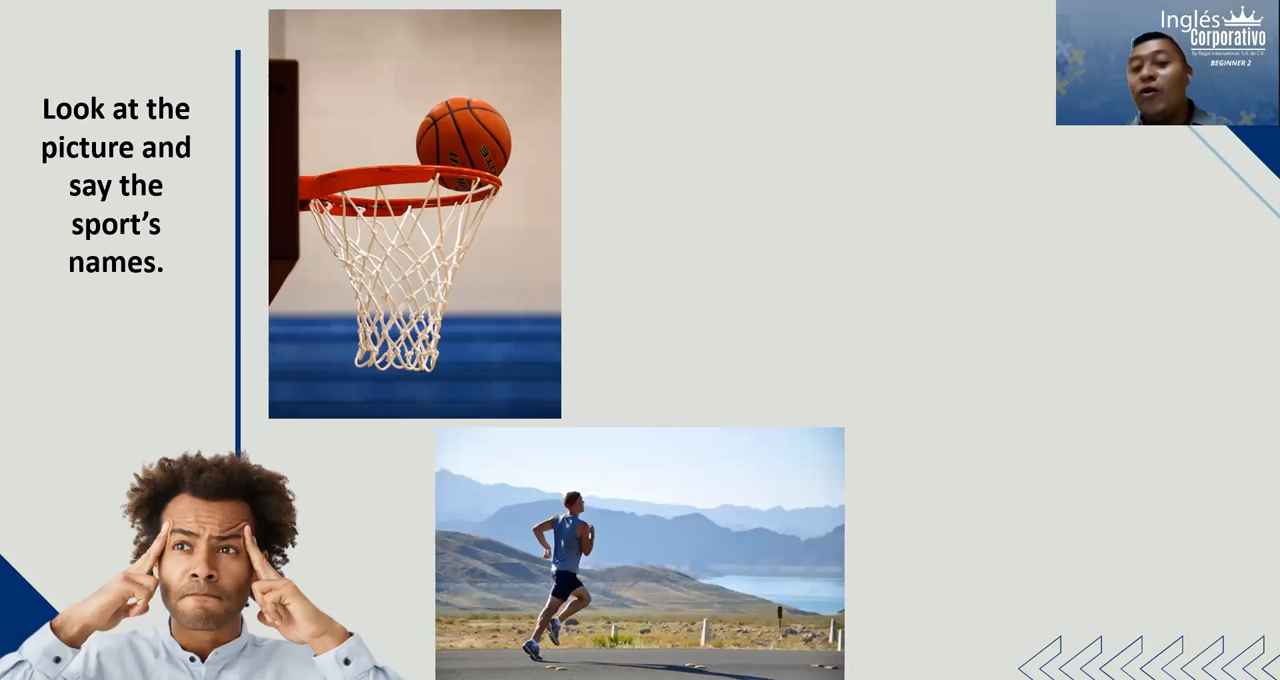 Look at the
picture and
say the
sport's
names.
Inglés
Corporativo
BEGINNER 2